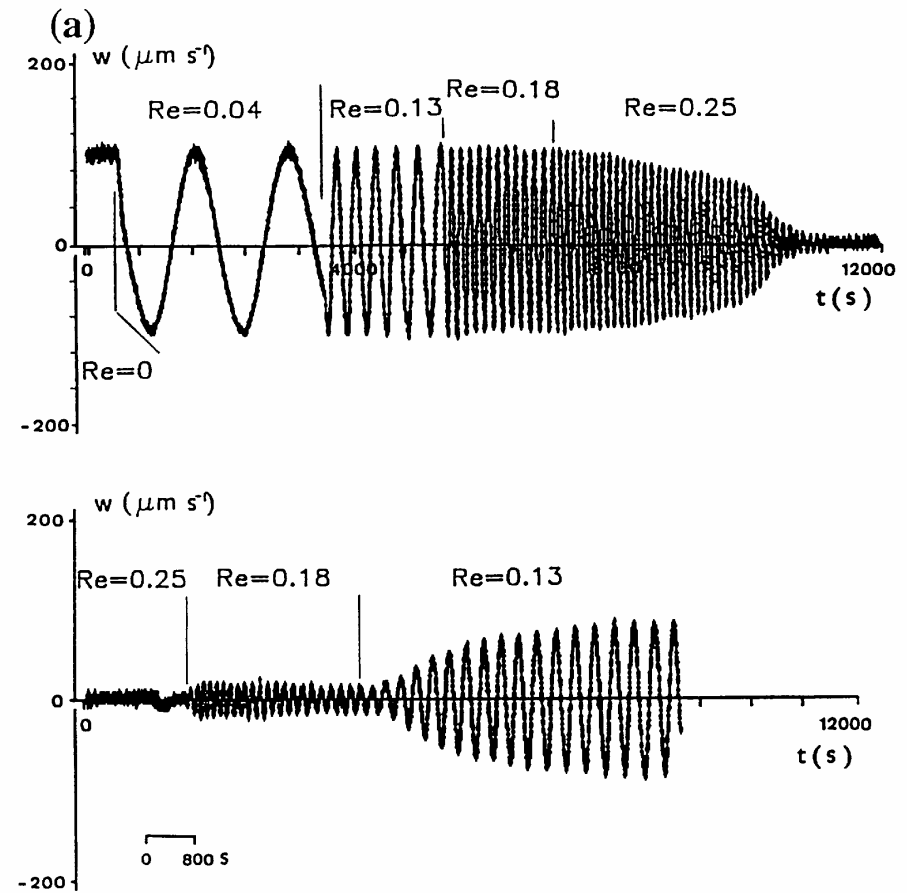 (a)
w (μm s⁻¹)
200
Re=0.18
Re=0.04
Re=0.13
Re=0.25
0
0
4000
12000
t(s)
Re=0
-200
w (μm s⁻¹)
200
Re=0.25
Re=0.18
Re=0.13
0
0
12000
t(s)
0
800 S
-200